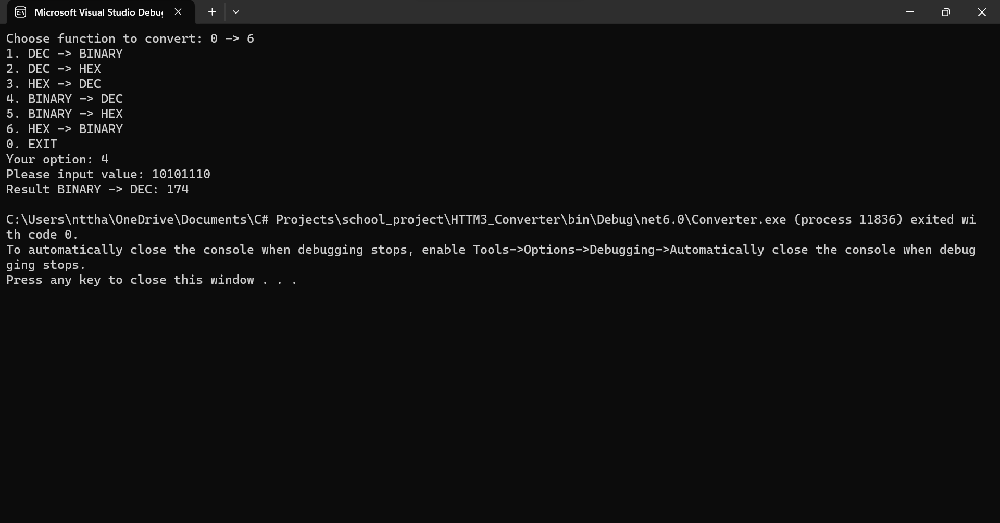 Microsoft Visual Studio Debu
Choose function to convert: 0 -> 6
1. DEC -> BINARY
2. DEC -> HEX
3. HEX -> DEC
4. BINARY -> DEC
5. BINARY -> HEX
6. HEX -> BINARY
0. EXIT
Your option: 4
Please input value: 10101110
Result BINARY -> DEC: 174
C:\Users\nttha\OneDrive\Documents\C# Projects\school_project\HTTM3_Converter\bin\Debug\net6.0\Converter.exe (process 11836) exited wi
th code 0.
To automatically close the console when debugging stops, enable Tools->Options->Debugging->Automatically close the console when debug
ging stops.
Press any key to close this window . . .